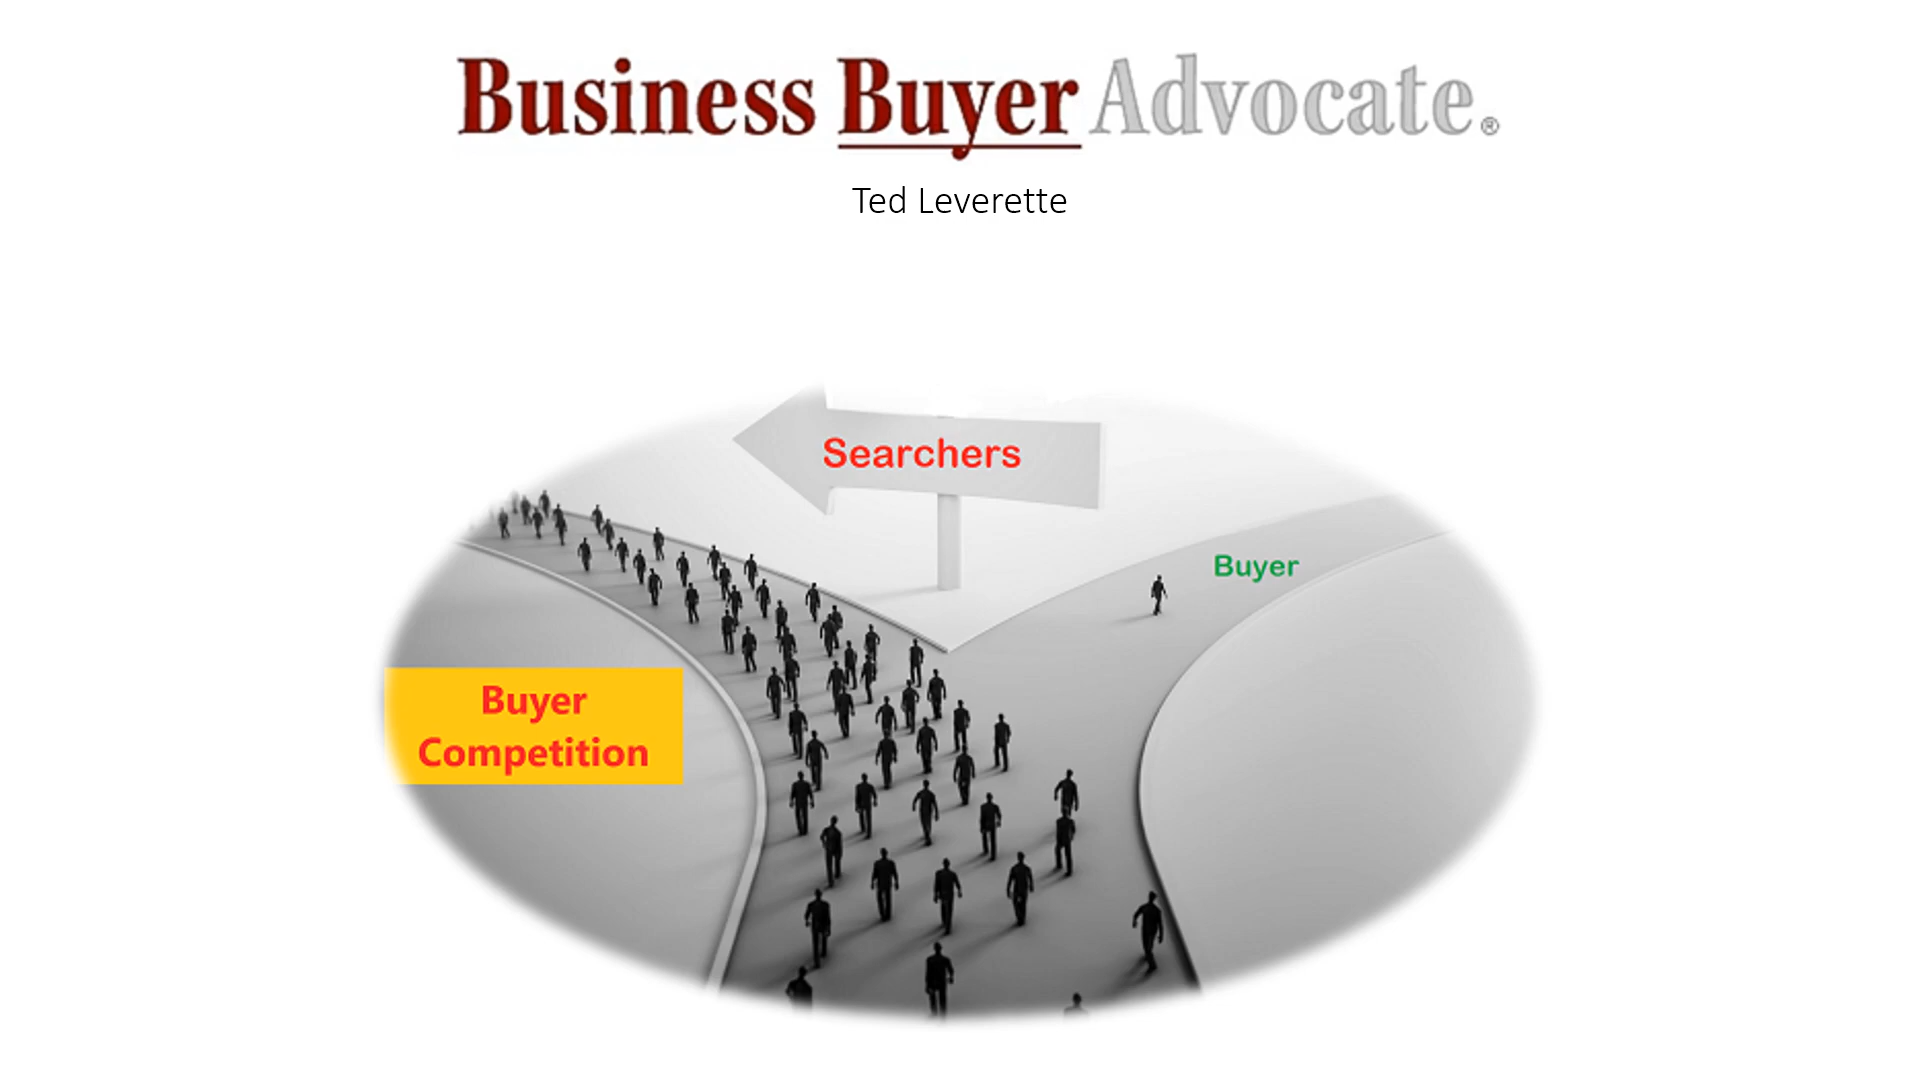 Business Buyer Advocate®
Ted Leverette
Searchers
Buyer
Buyer
Competition